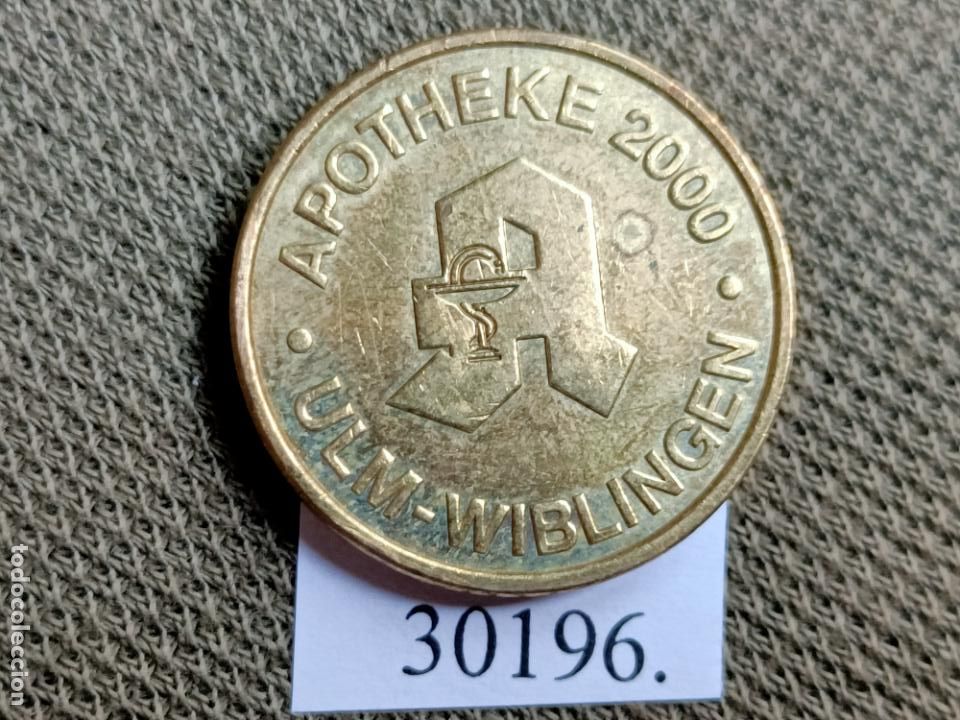 • APOTHEKE 2000 •
ULM-WIBLINGEN
30196.
todocoleccion